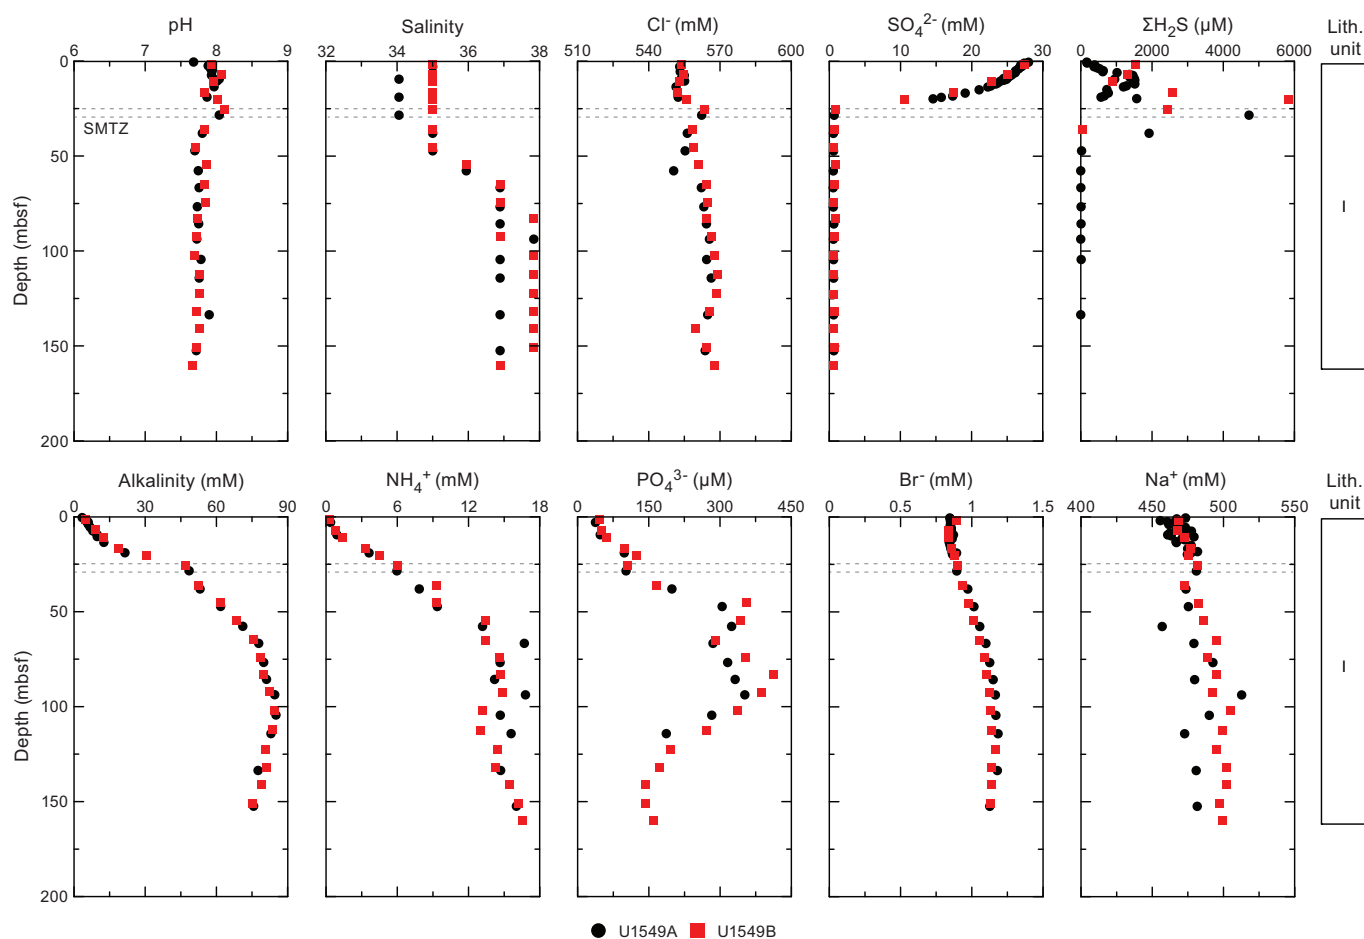 pH Salinity Cl⁻ (mM) SO₄²⁻ (mM) ΣH₂S (µM) Lith. unit
6 7 8 9 32 34 36 38 510 540 570 600 0 10 20 30 0 2000 4000 6000
0
50
100
150
200
Depth (mbsf)
SMTZ
I
Alkalinity (mM) NH₄⁺ (mM) PO₄³⁻ (µM) Br⁻ (mM) Na⁺ (mM) Lith. unit
0 30 60 90 0 6 12 18 0 150 300 450 0 0.5 1 1.5 400 450 500 550
0
50
100
150
200
Depth (mbsf)
I
U1549A U1549B